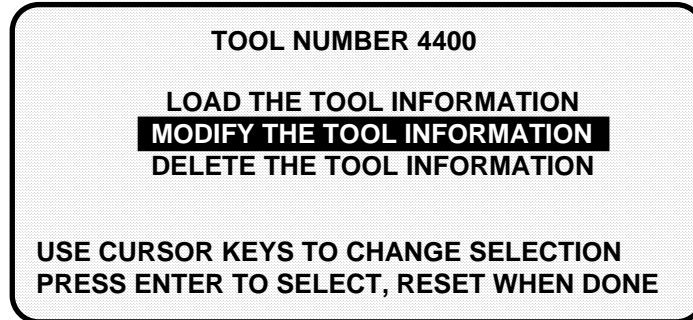 TOOL NUMBER 4400
LOAD THE TOOL INFORMATION
MODIFY THE TOOL INFORMATION
DELETE THE TOOL INFORMATION
USE CURSOR KEYS TO CHANGE SELECTION
PRESS ENTER TO SELECT, RESET WHEN DONE